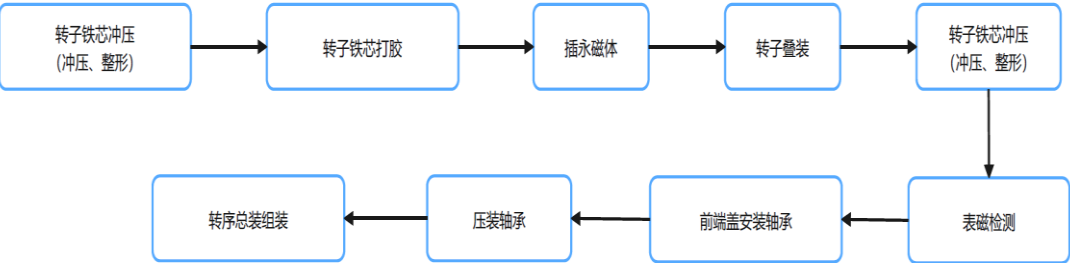 转子铁芯冲压
(冲压、整形)
转子铁芯打胶
插永磁体
转子叠装
转子铁芯冲压
(冲压、整形)
表磁检测
前端盖安装轴承
压装轴承
转序总装组装